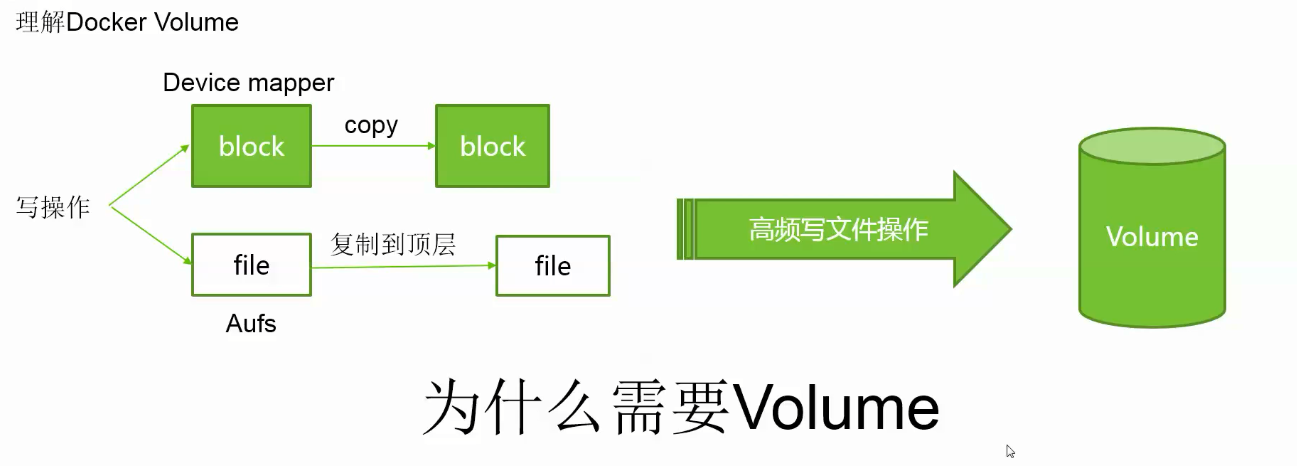 理解Docker Volume
Device mapper
block
copy
block
写操作
file
复制到顶层
file
Aufs
高频写文件操作
Volume
为什么需要Volume